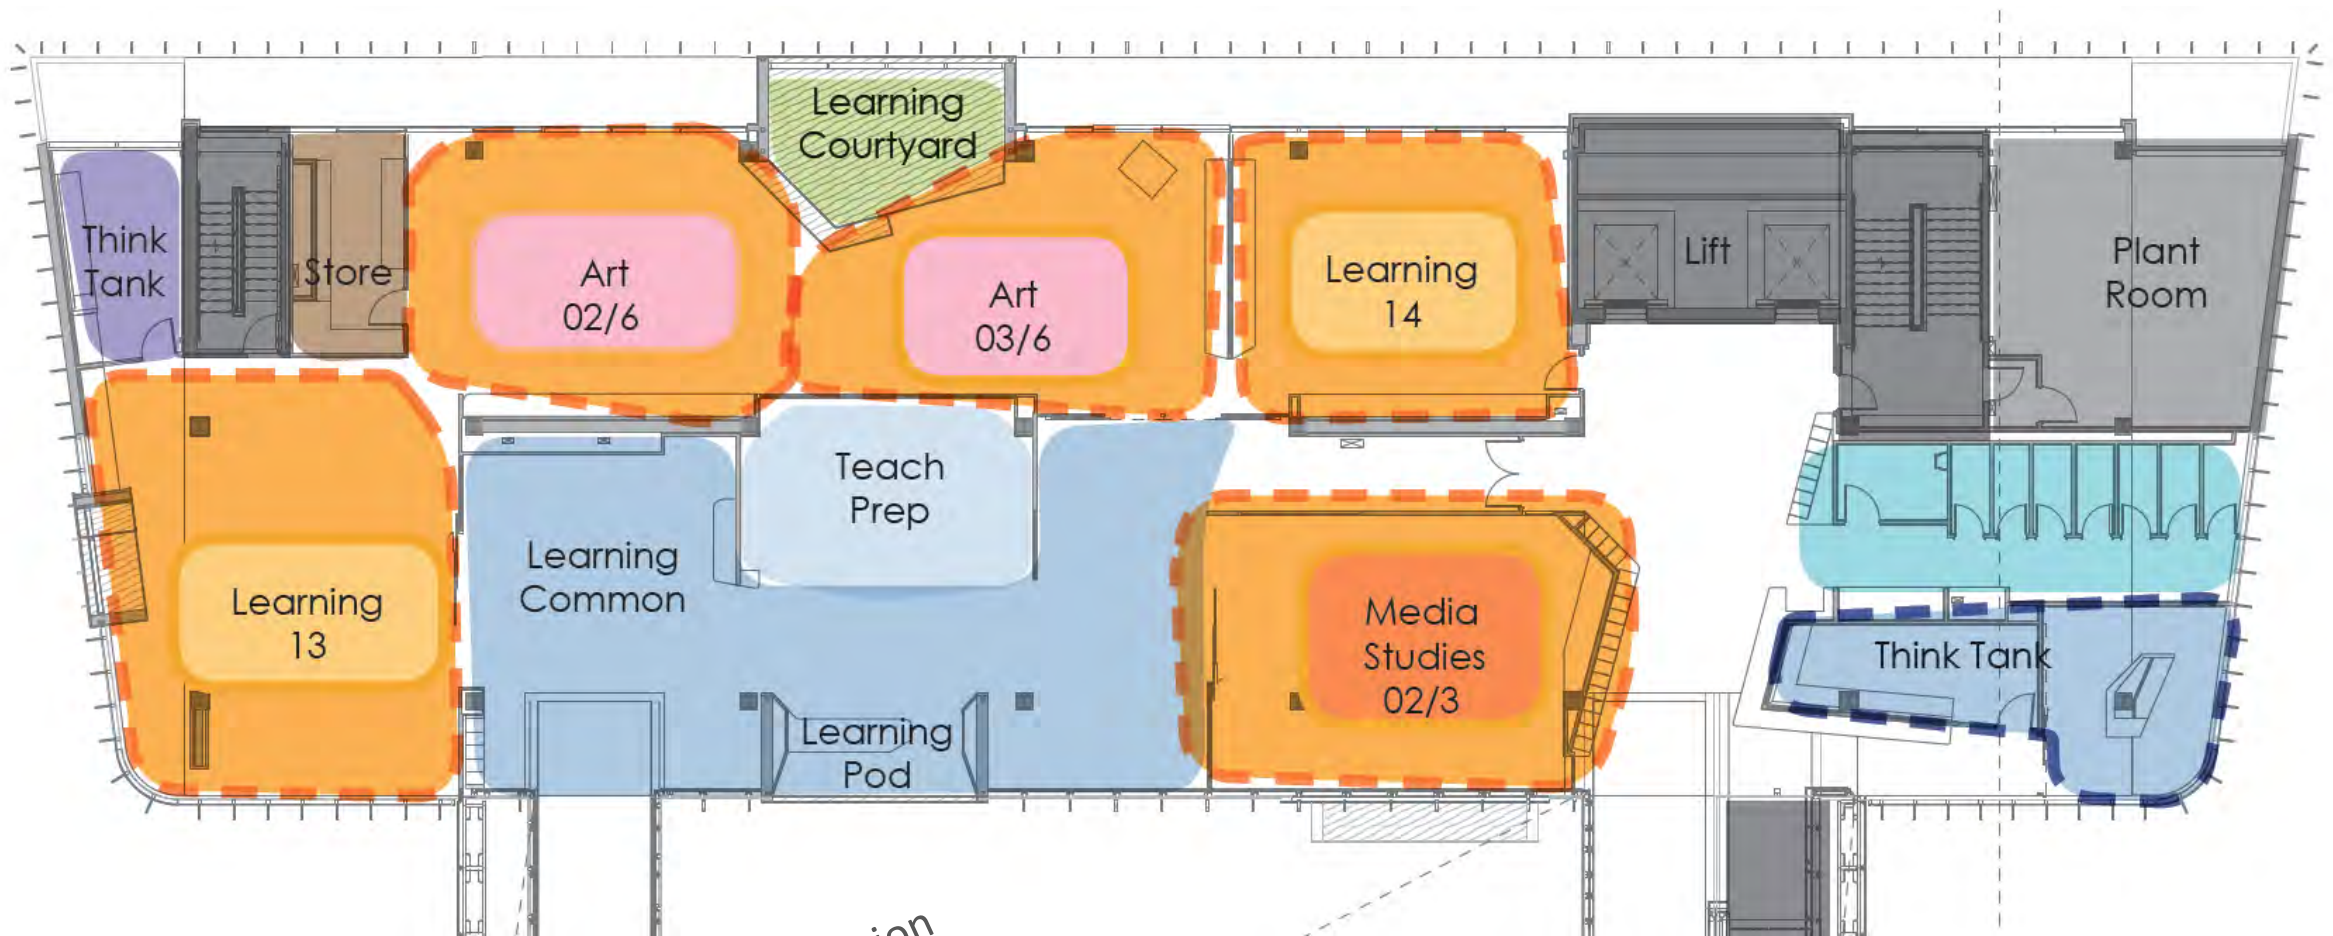 Learning
Courtyard
Think
Tank
Store
Art
02/6
Art
03/6
Learning
14
Lift
Plant
Room
Teach
Prep
Learning
Common
Learning
13
Media
Studies
02/3
Think Tank
Learning
Pod